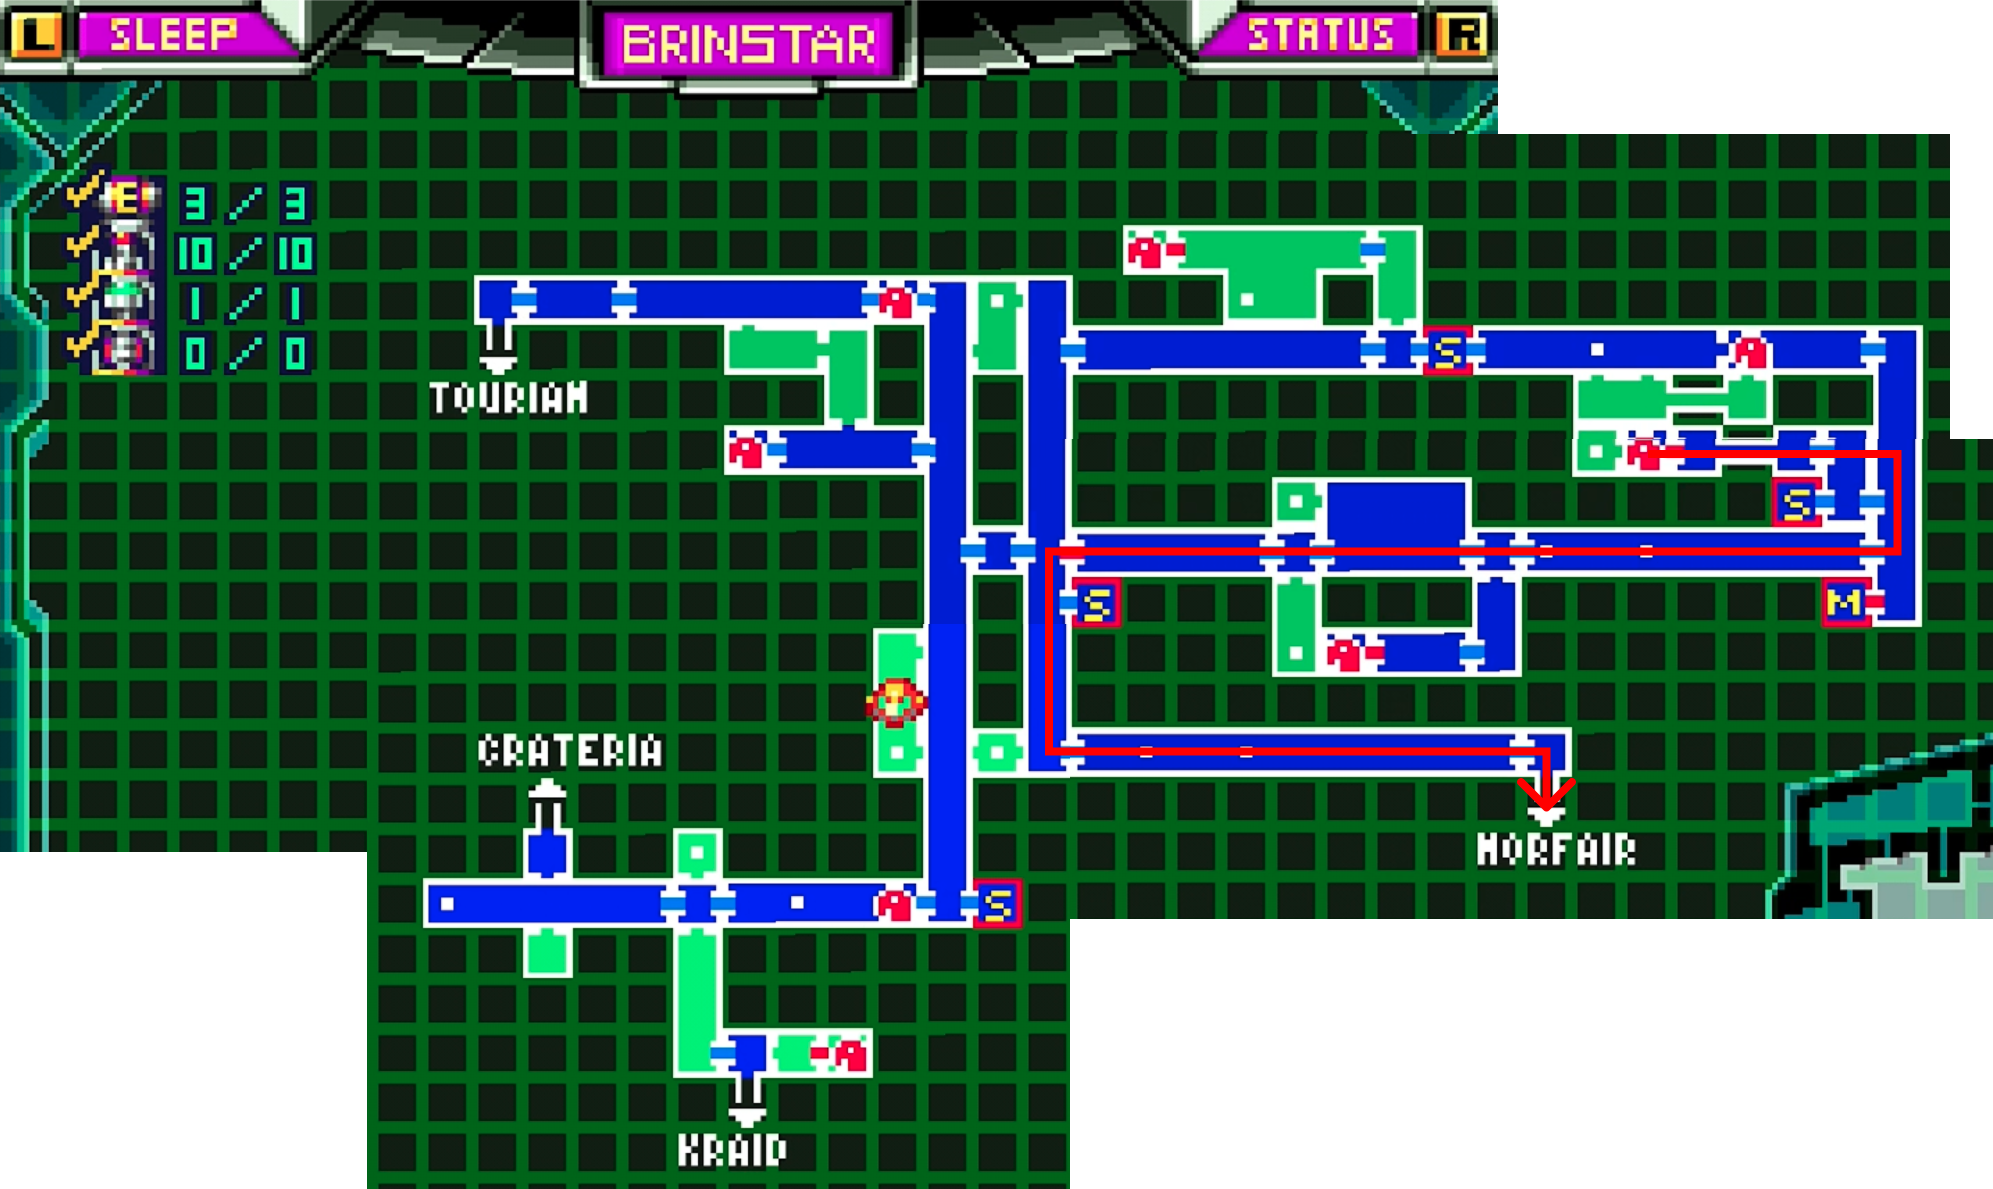 L SLEEP BRINSTAR STATUS R
E 3 / 3
10 / 10
1 / 1
0 / 0
S
TOURIAN
S
S
M
CRATERIA
NORFAIR
S
KRAID